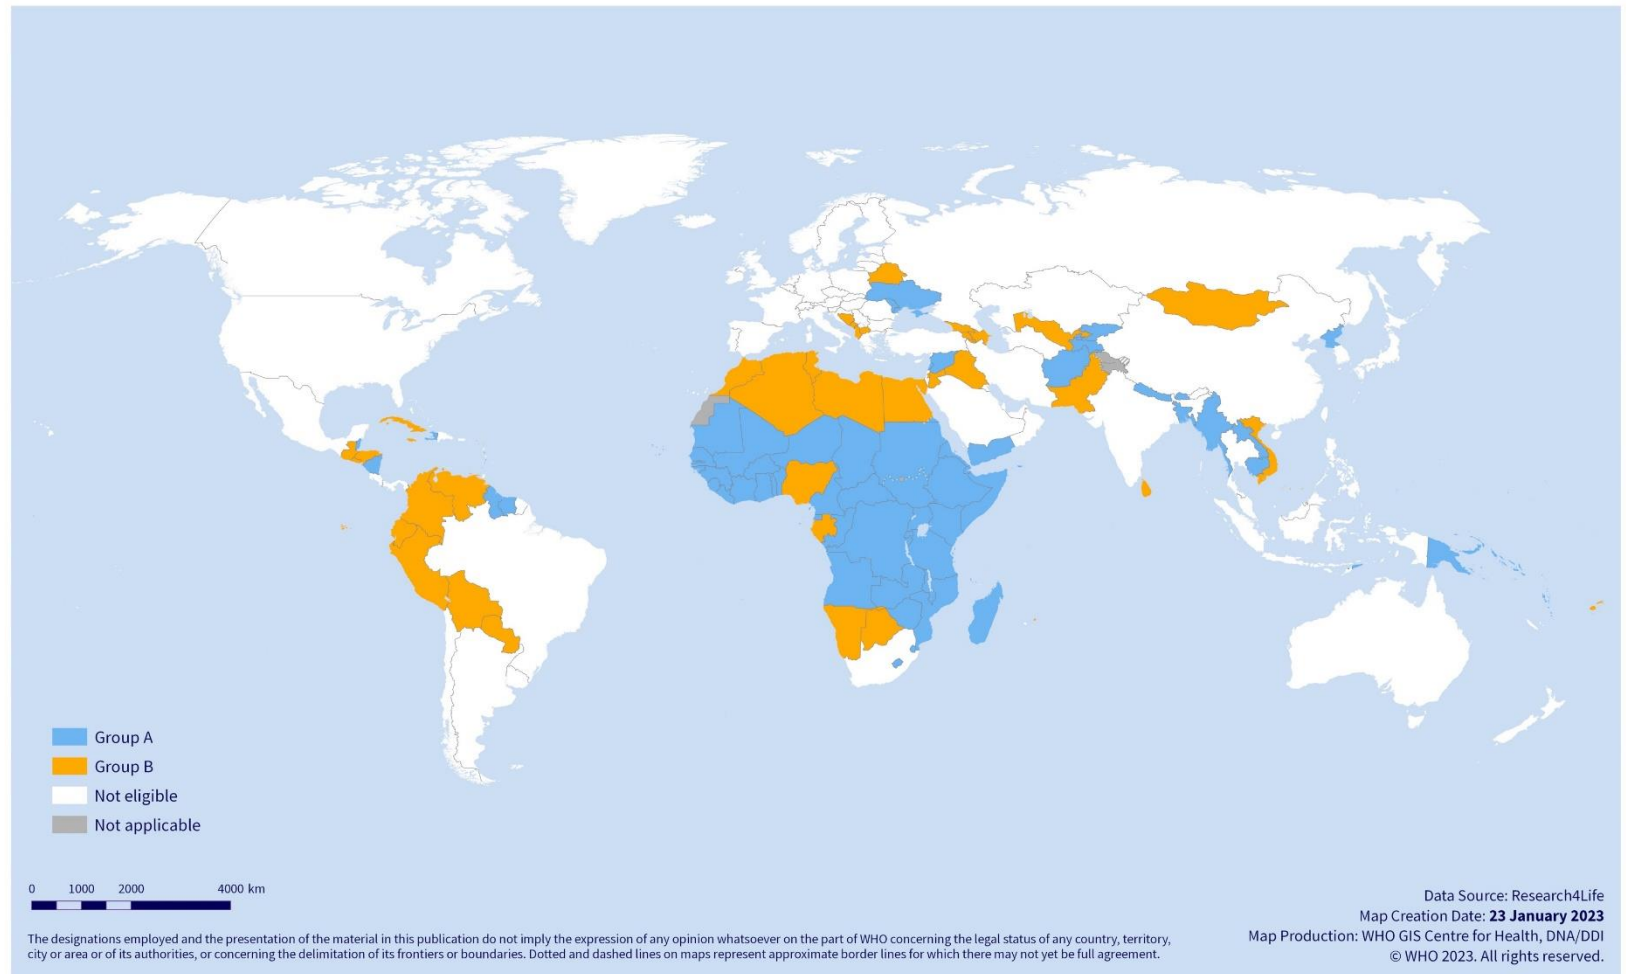 Group A
Group B
Not eligible
Not applicable
0 1000 2000 4000 km
Data Source: Research4Life
Map Creation Date: 23 January 2023
Map Production: WHO GIS Centre for Health, DNA/DDI
© WHO 2023. All rights reserved.
The designations employed and the presentation of the material in this publication do not imply the expression of any opinion whatsoever on the part of WHO concerning the legal status of any country, territory,
city or area or of its authorities, or concerning the delimitation of its frontiers or boundaries. Dotted and dashed lines on maps represent approximate border lines for which there may not yet be full agreement.